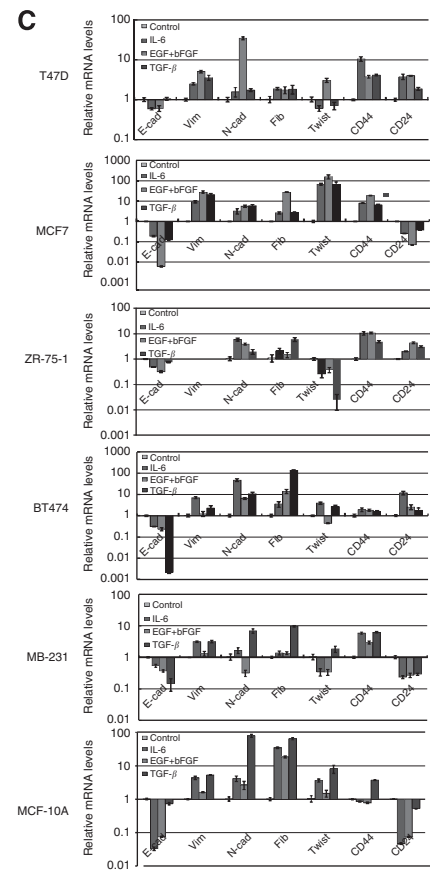 C
T47D
Relative mRNA levels
100
10
1
0.1
Control
IL-6
EGF+bFGF
TGF-β
E-cad
Vim
N-cad
Fib
Twist
CD44
CD24
MCF7
Relative mRNA levels
1000
100
10
1
0.1
0.01
0.001
Control
IL-6
EGF+bFGF
TGF-β
E-cad
Vim
N-cad
Fib
Twist
CD44
CD24
ZR-75-1
Relative mRNA levels
100
10
1
0.1
0.01
0.001
Control
IL-6
EGF+bFGF
TGF-β
E-cad
Vim
N-cad
Fib
Twist
CD44
CD24
BT474
Relative mRNA levels
1000
100
10
1
0.1
0.01
0.001
Control
IL-6
EGF+bFGF
TGF-β
E-cad
Vim
N-cad
Fib
Twist
CD44
CD24
MB-231
Relative mRNA levels
100
10
1
0.1
0.01
Control
IL-6
EGF+bFGF
TGF-β
E-cad
Vim
N-cad
Fib
Twist
CD44
CD24
MCF-10A
Relative mRNA levels
100
10
1
0.1
0.01
Control
IL-6
EGF+bFGF
TGF-β
E-cad
Vim
N-cad
Fib
Twist
CD44
CD24